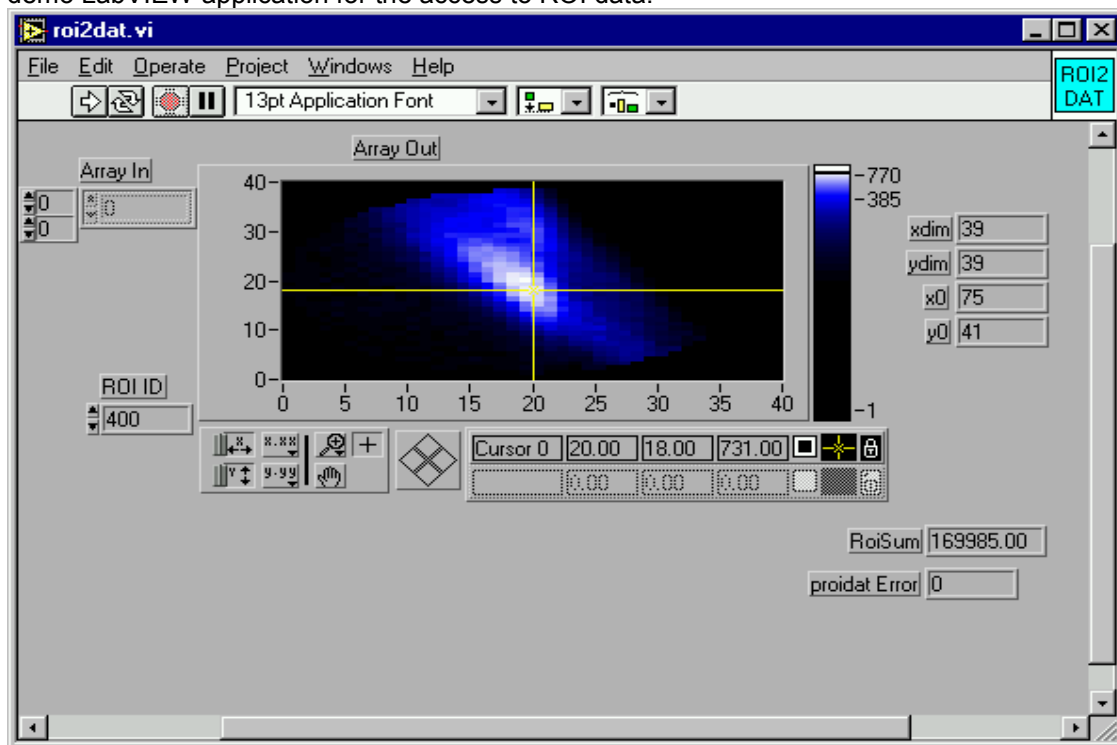 demo LabVIEW application for the access to ROI data.
roi2dat.vi
File Edit Operate Project Windows Help
13pt Application Font
ROI2
DAT
Array Out
Array In
0
0
0
40
30
20
10
0
0 5 10 15 20 25 30 35 40
770
385
-1
xdim 39
ydim 39
x0 75
y0 41
ROI ID
400
x.xx
y.yy
Cursor 0 20.00 18.00 731.00
0.00 0.00 0.00
RoiSum 169985.00
proidat Error 0